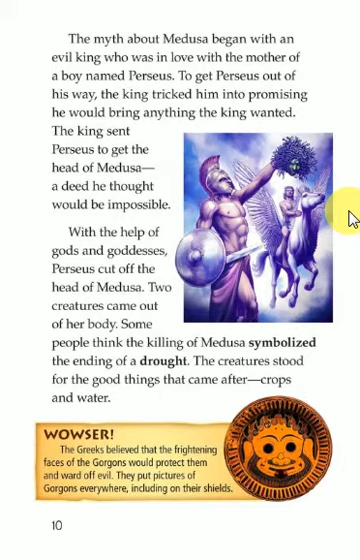 The myth about Medusa began with an
evil king who was in love with the mother of
a boy named Perseus. To get Perseus out of
his way, the king tricked him into promising
he would bring anything the king wanted.
The king sent
Perseus to get the
head of Medusa—
a deed he thought
would be impossible.
With the help of
gods and goddesses,
Perseus cut off the
head of Medusa. Two
creatures came out
of her body. Some
people think the killing of Medusa symbolized
the ending of a drought. The creatures stood
for the good things that came after—crops
and water.
WOWSER!
The Greeks believed that the frightening
faces of the Gorgons would protect them
and ward off evil. They put pictures of
Gorgons everywhere, including on their shields.
10